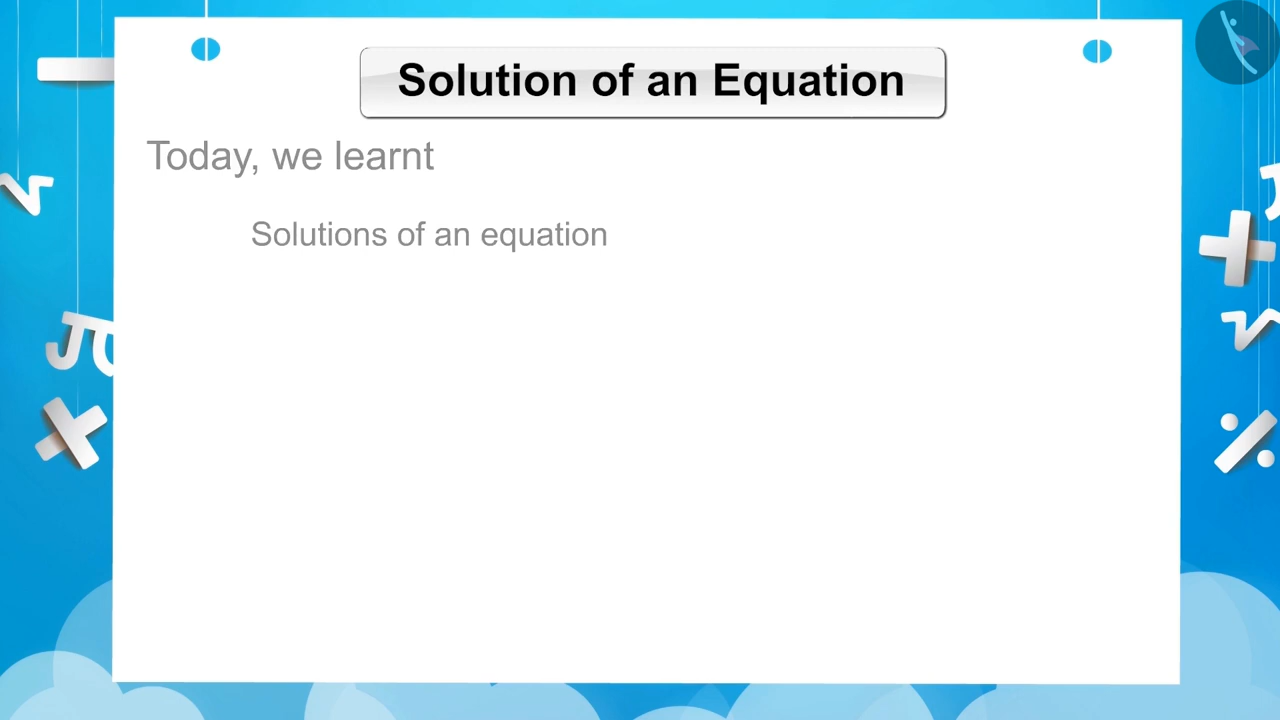 Solution of an Equation
Today, we learnt
Solutions of an equation